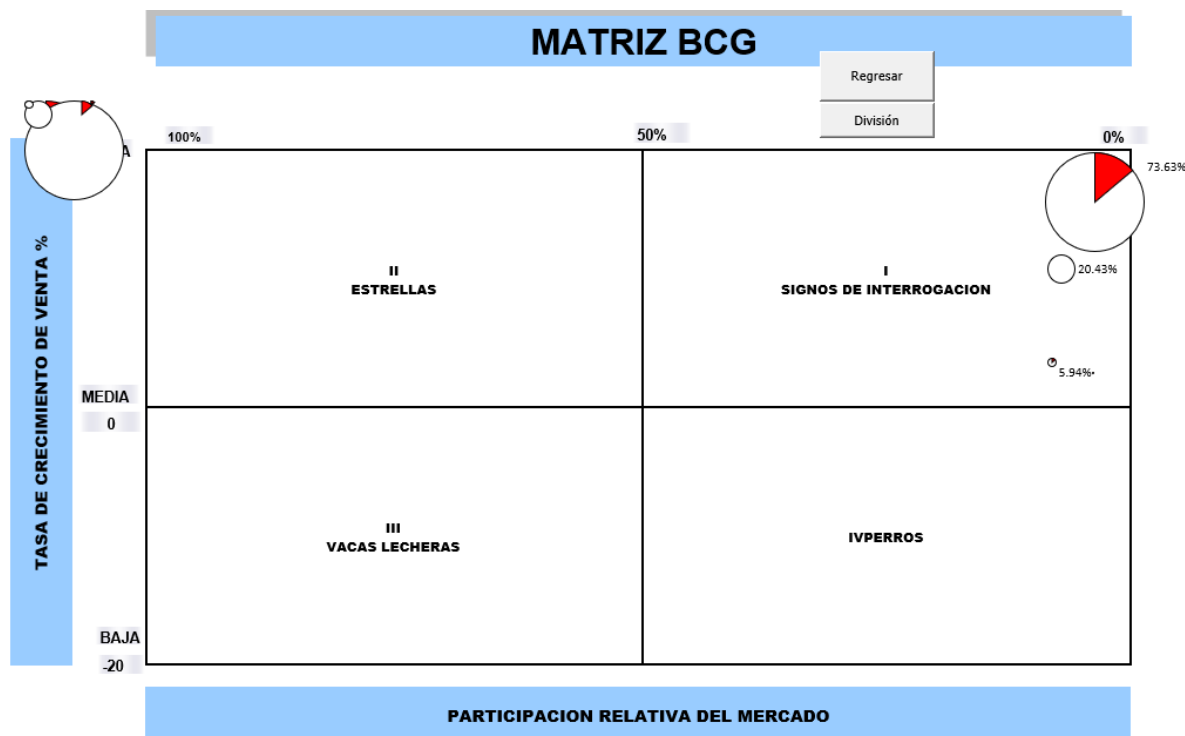 MATRIZ BCG
Regresar
División
100%
50%
0%
73.63%
20.43%
5.94%
II
ESTRELLAS
I
SIGNOS DE INTERROGACION
MEDIA
0
III
VACAS LECHERAS
IVPERROS
BAJA
-20
TASA DE CRECIMIENTO DE VENTA %
PARTICIPACION RELATIVA DEL MERCADO